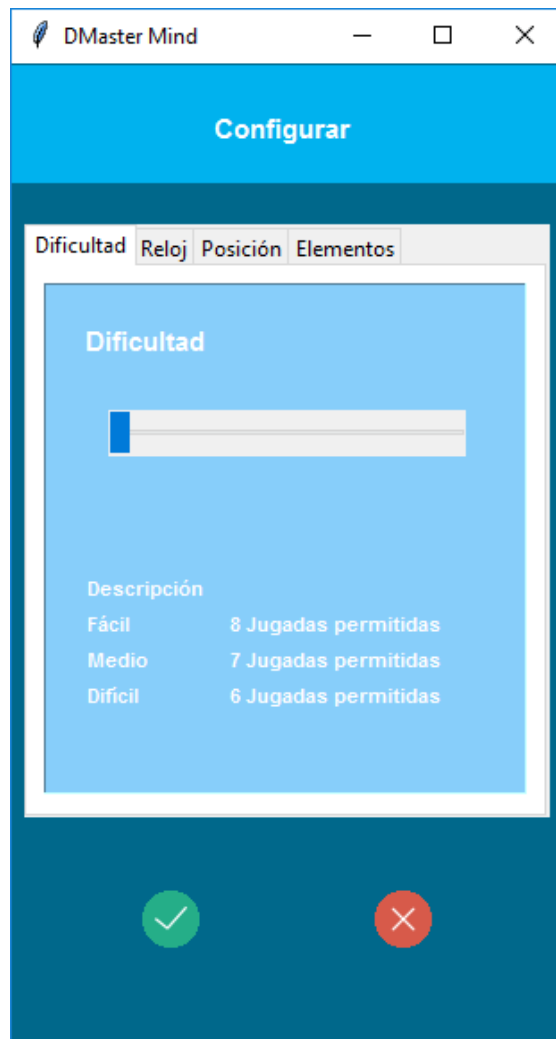 DMaster Mind
Configurar
Dificultad Reloj Posición Elementos
Dificultad
Descripción
Fácil 8 Jugadas permitidas
Medio 7 Jugadas permitidas
Difícil 6 Jugadas permitidas